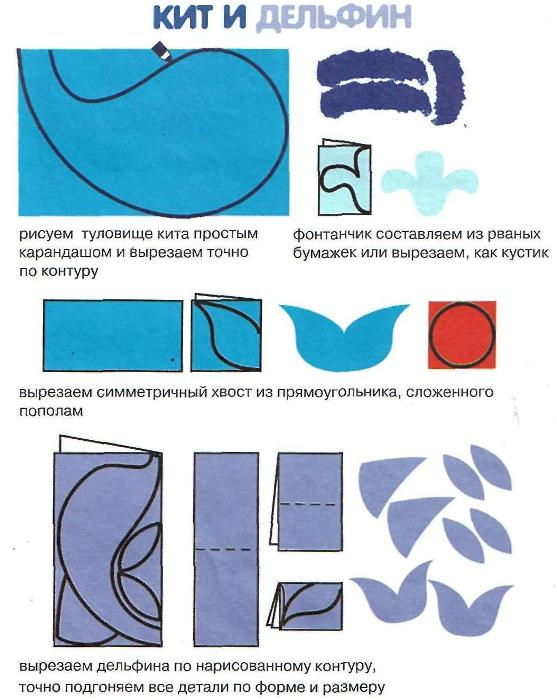 КИТ И ДЕЛЬФИН
рисуем туловище кита простым
карандашом и вырезаем точно
по контуру
фонтанчик составляем из рваных
бумажек или вырезаем, как кустик
вырезаем симметричный хвост из прямоугольника, сложенного
пополам
вырезаем дельфина по нарисованному контуру,
точно подгоняем все детали по форме и размеру